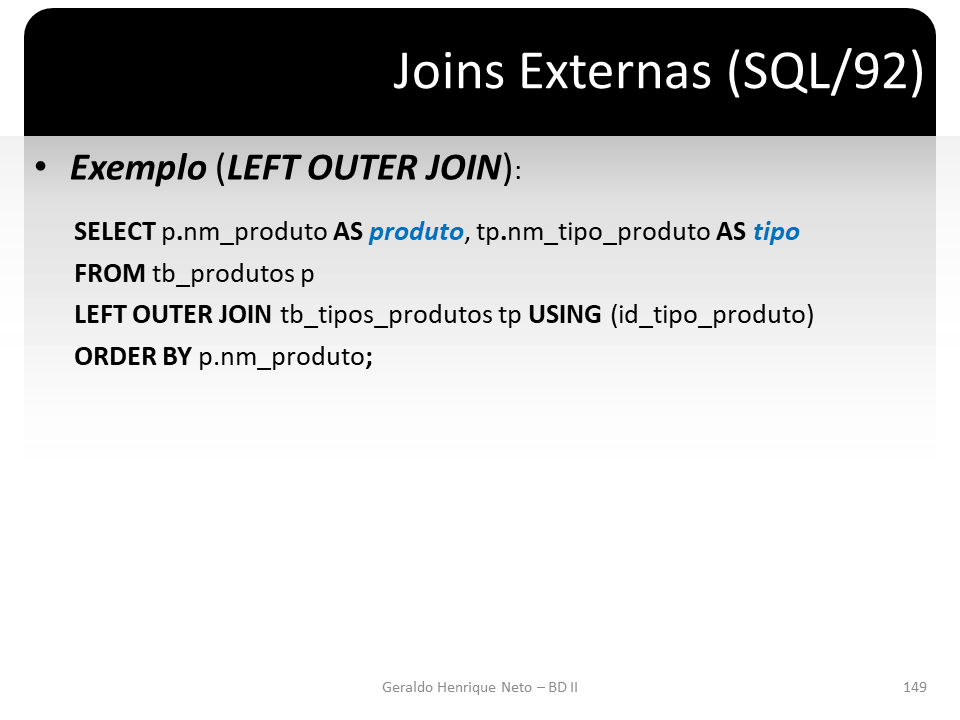 Joins Externas (SQL/92)
• Exemplo (LEFT OUTER JOIN):
SELECT p.nm_produto AS produto, tp.nm_tipo_produto AS tipo
FROM tb_produtos p
LEFT OUTER JOIN tb_tipos_produtos tp USING (id_tipo_produto)
ORDER BY p.nm_produto;
Geraldo Henrique Neto – BD II
149